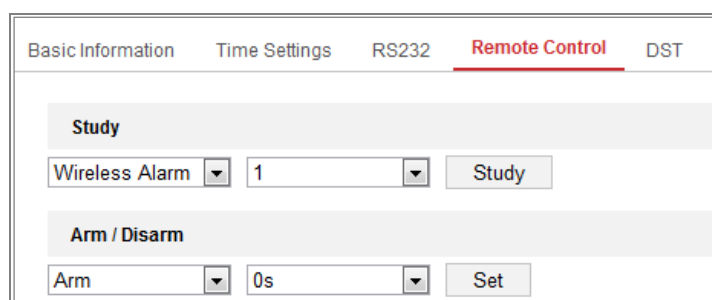 Basic Information Time Settings RS232 Remote Control DST
Study
Wireless Alarm 1 Study
Arm / Disarm
Arm 0s Set